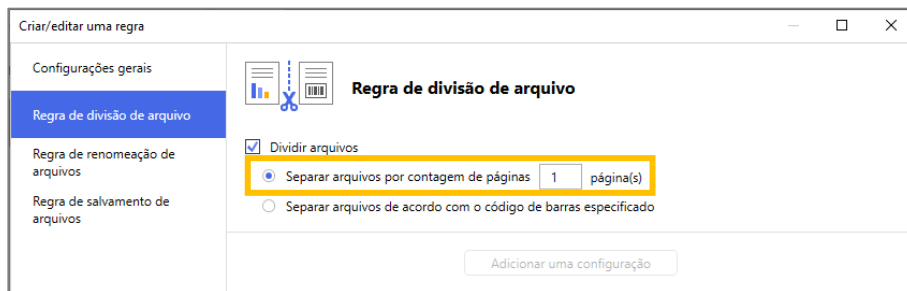 Criar/editar uma regra
Configurações gerais
Regra de divisão de arquivo
Regra de renomeação de
arquivos
Regra de salvamento de
arquivos
Regra de divisão de arquivo
Dividir arquivos
Separar arquivos por contagem de páginas 1 página(s)
Separar arquivos de acordo com o código de barras especificado
Adicionar uma configuração